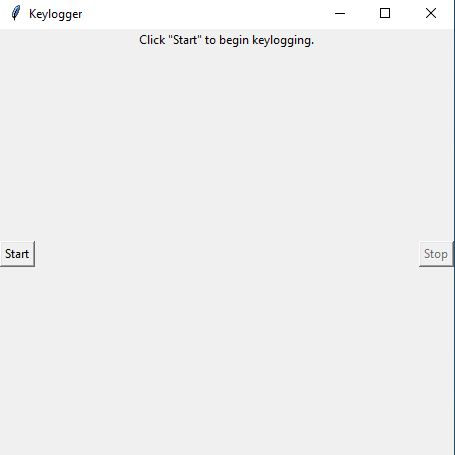 Keylogger
Click "Start" to begin keylogging.
Start
Stop